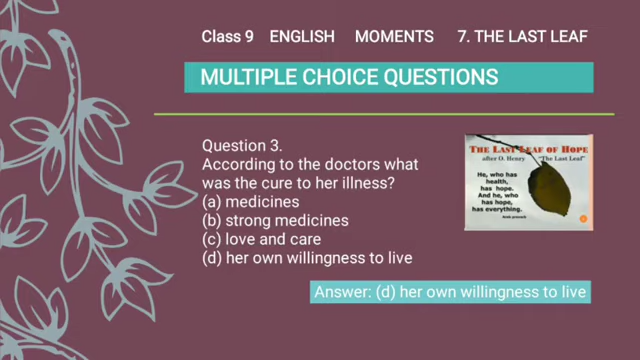 Class 9 ENGLISH MOMENTS 7. THE LAST LEAF
MULTIPLE CHOICE QUESTIONS
Question 3.
According to the doctors what
was the cure to her illness?
(a) medicines
(b) strong medicines
(c) love and care
(d) her own willingness to live
THE LAST LEAF OF HOPE
after O. Henry "The Last Leaf"
He, who has
health,
has hope.
And he, who
has hope,
has everything.
Arab proverb
Answer: (d) her own willingness to live